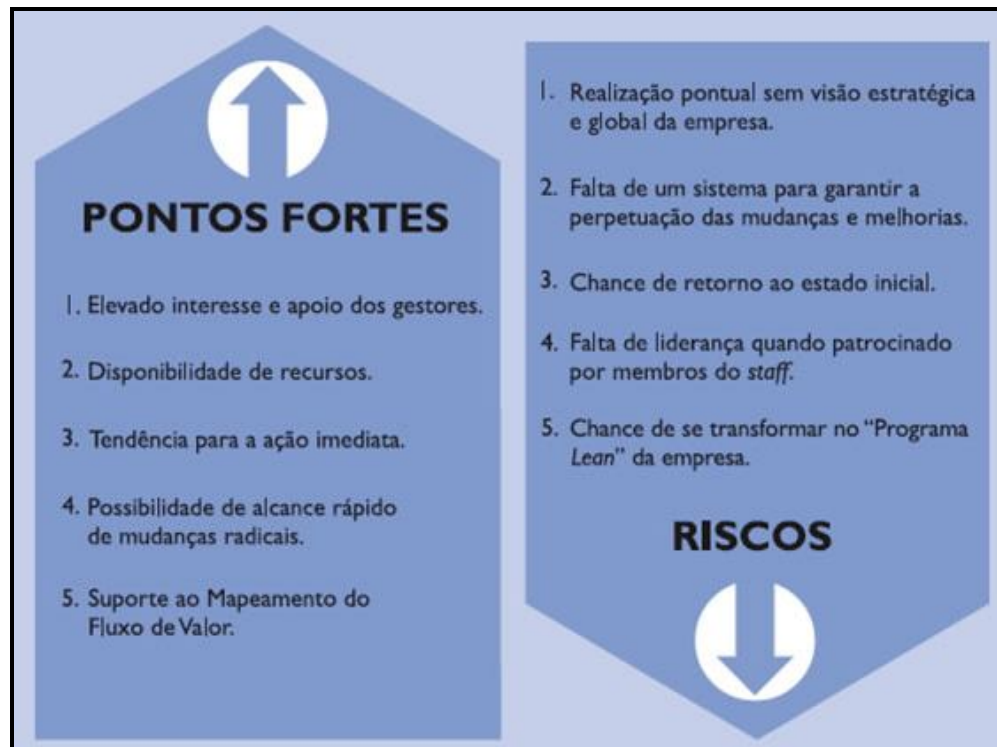 PONTOS FORTES
1. Elevado interesse e apoio dos gestores.
2. Disponibilidade de recursos.
3. Tendência para a ação imediata.
4. Possibilidade de alcance rápido
de mudanças radicais.
5. Suporte ao Mapeamento do
Fluxo de Valor.
1. Realização pontual sem visão estratégica
e global da empresa.
2. Falta de um sistema para garantir a
perpetuação das mudanças e melhorias.
3. Chance de retorno ao estado inicial.
4. Falta de liderança quando patrocinado
por membros do staff.
5. Chance de se transformar no “Programa
Lean” da empresa.
RISCOS